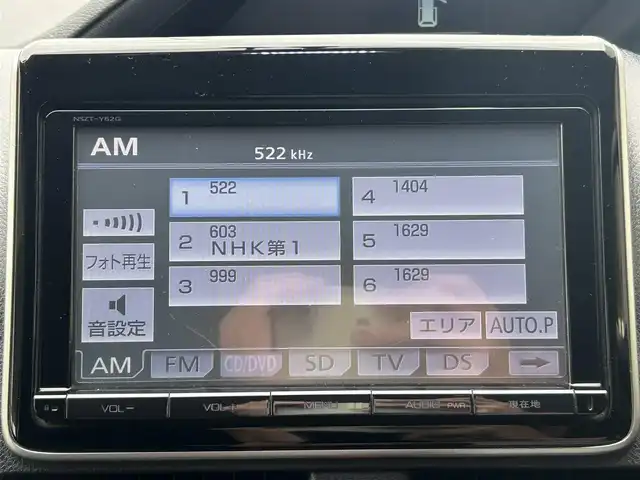 NSZT-Y62G
AM
522 kHz
1 522
2 603 NHK第1
3 999
4 1404
5 1629
6 1629
フォト再生
音設定
エリア AUTO.P
AM FM CD/DVD SD TV DS
VOL− VOL+ MENU AUDIO PWR 現在地